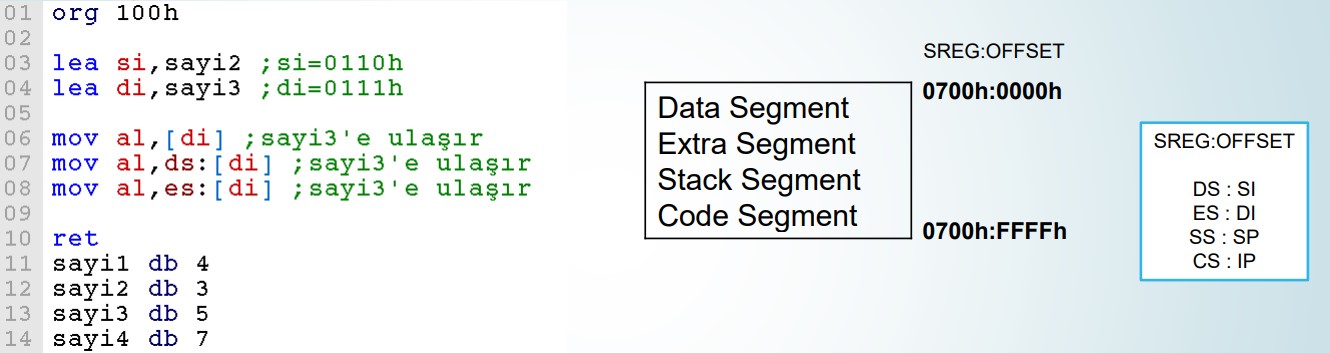 01 org 100h
02
03 lea si,sayi2 ;si=0110h
04 lea di,sayi3 ;di=0111h
05
06 mov al,[di] ;sayi3'e ulaşır
07 mov al,ds:[di] ;sayi3'e ulaşır
08 mov al,es:[di] ;sayi3'e ulaşır
09
10 ret
11 sayi1 db 4
12 sayi2 db 3
13 sayi3 db 5
14 sayi4 db 7
SREG:OFFSET
0700h:0000h
Data Segment
Extra Segment
Stack Segment
Code Segment
0700h:FFFFh
SREG:OFFSET
DS : SI
ES : DI
SS : SP
CS : IP